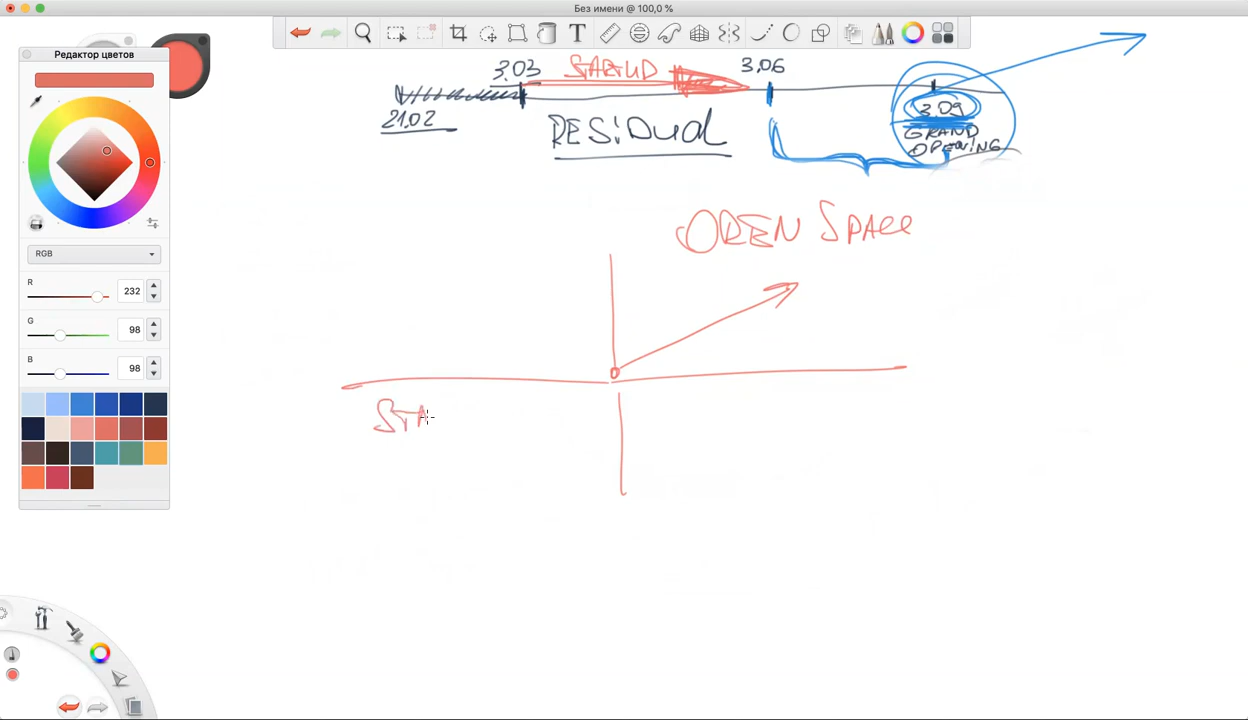 Без имени @ 100,0 %
Редактор цветов
RGB
R 232
G 98
B 98
3.03
3.06
21.02
RESiDual
3.09
GRAND
OPENING
OPEN SPACE
STA